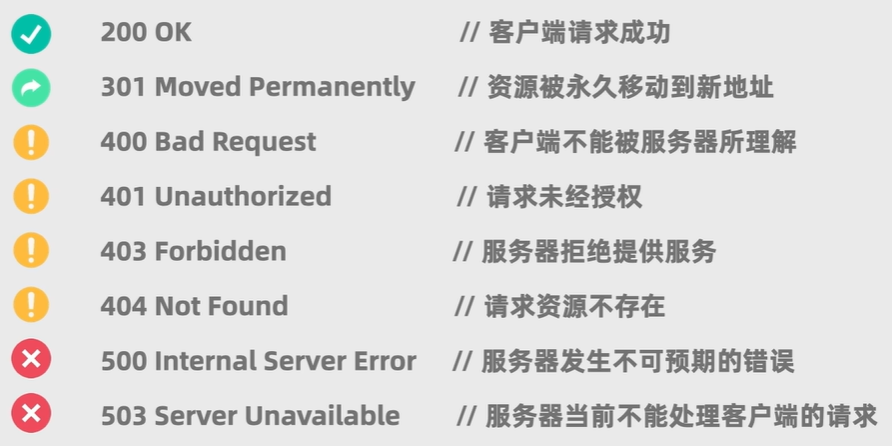 200 OK // 客户端请求成功
301 Moved Permanently // 资源被永久移动到新地址
400 Bad Request // 客户端不能被服务器所理解
401 Unauthorized // 请求未经授权
403 Forbidden // 服务器拒绝提供服务
404 Not Found // 请求资源不存在
500 Internal Server Error // 服务器发生不可预期的错误
503 Server Unavailable // 服务器当前不能处理客户端的请求